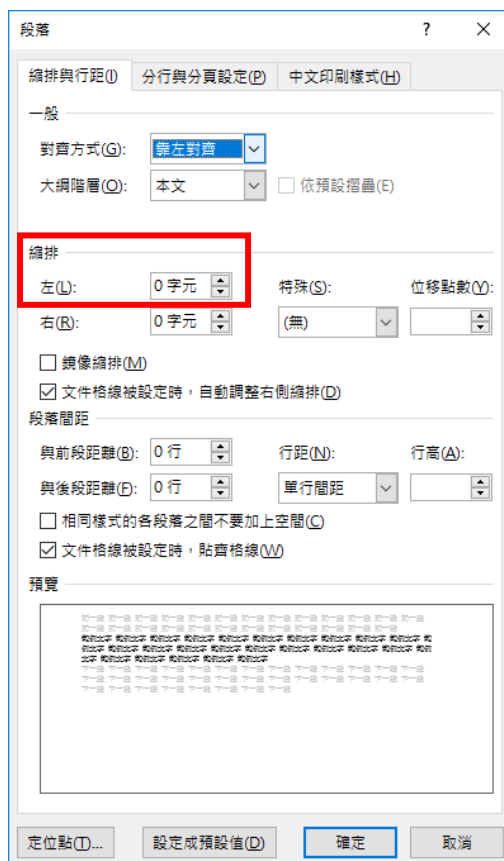 段落 ?
縮排與行距(I) 分行與分頁設定(P) 中文印刷樣式(H)
一般
對齊方式(G): 靠左對齊
大綱階層(O): 本文 依預設摺疊(E)
縮排
左(L): 0 字元 特殊(S): 位移點數(Y):
右(R): 0 字元 (無)
鏡像縮排(M)
文件格線被設定時，自動調整右側縮排(D)
段落間距
與前段距離(B): 0 行 行距(N): 行高(A):
與後段距離(F): 0 行 單行間距
相同樣式的各段落之間不要加上空間(C)
文件格線被設定時，貼齊格線(W)
預覽
定位點(T)... 設定成預設值(D) 確定 取消